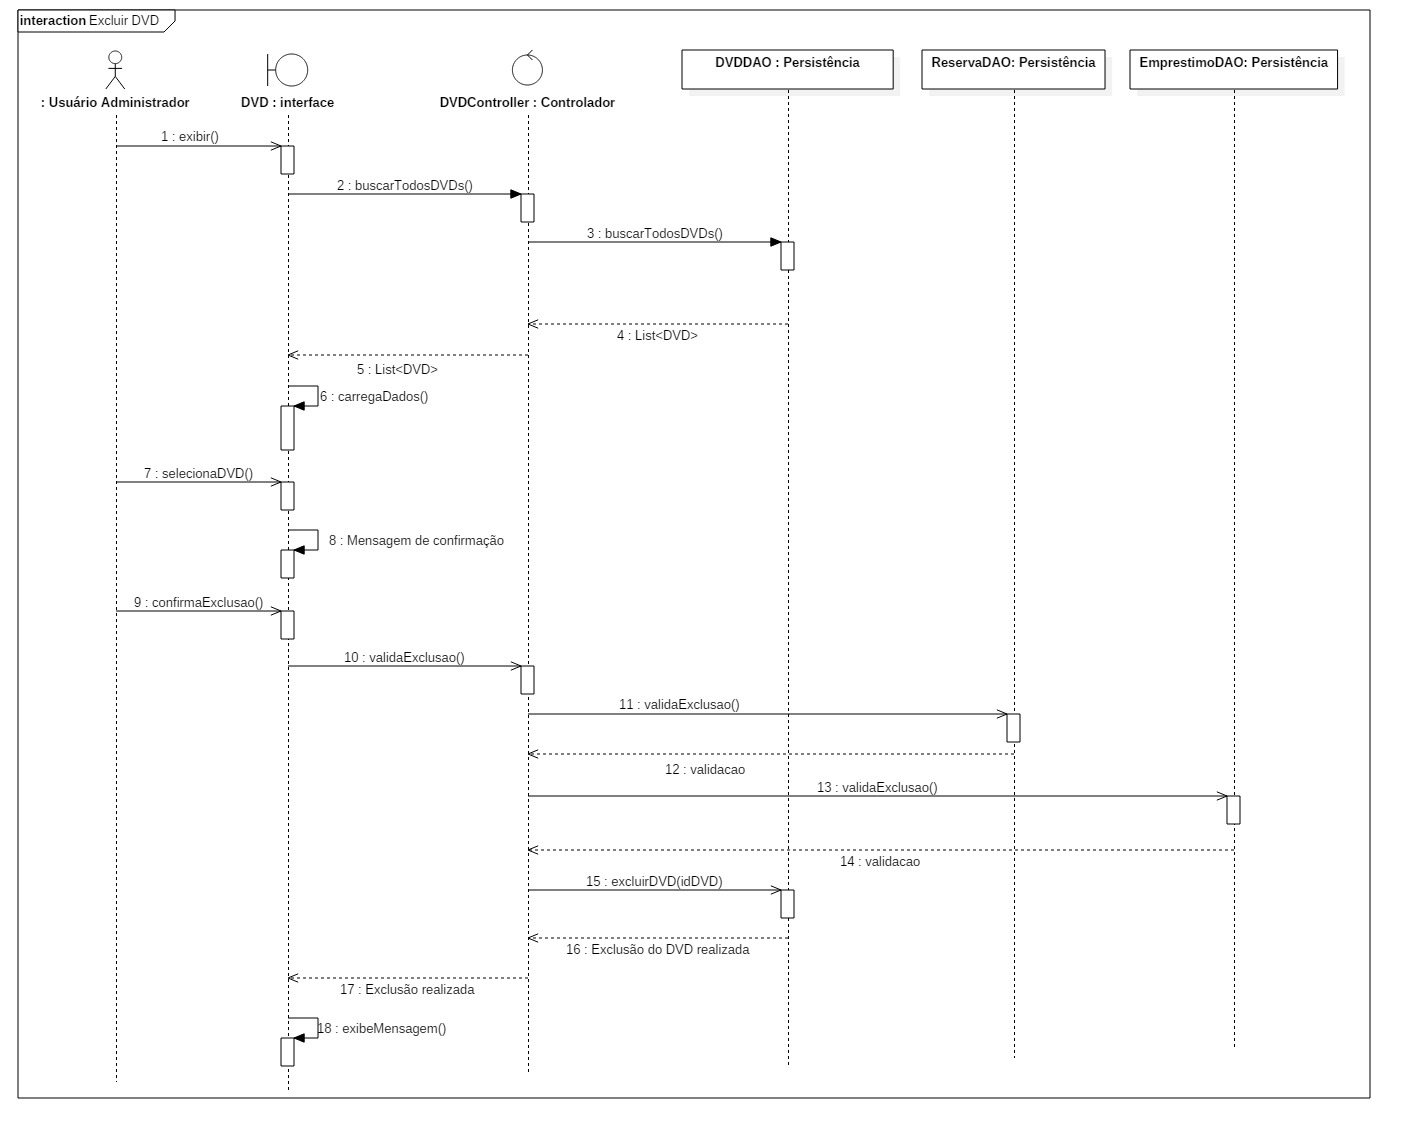 interaction Excluir DVD
: Usuário Administrador
DVD : interface
DVDController : Controlador
DVDDAO : Persistência
ReservaDAO: Persistência
EmprestimoDAO: Persistência
1 : exibir()
2 : buscarTodosDVDs()
3 : buscarTodosDVDs()
4 : List<DVD>
5 : List<DVD>
6 : carregaDados()
7 : selecionaDVD()
8 : Mensagem de confirmação
9 : confirmaExclusao()
10 : validaExclusao()
11 : validaExclusao()
12 : validacao
13 : validaExclusao()
14 : validacao
15 : excluirDVD(idDVD)
16 : Exclusão do DVD realizada
17 : Exclusão realizada
18 : exibeMensagem()